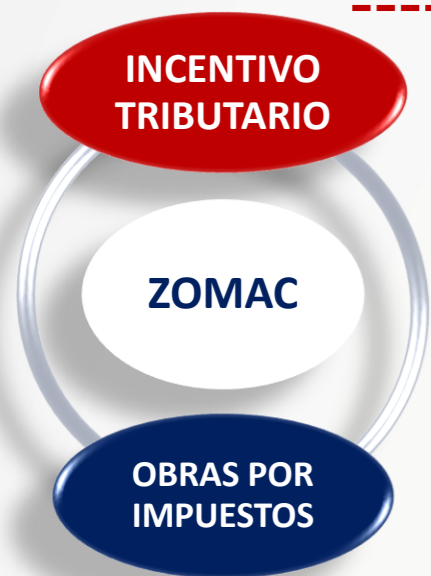 INCENTIVO
TRIBUTARIO
ZOMAC
OBRAS POR
IMPUESTOS